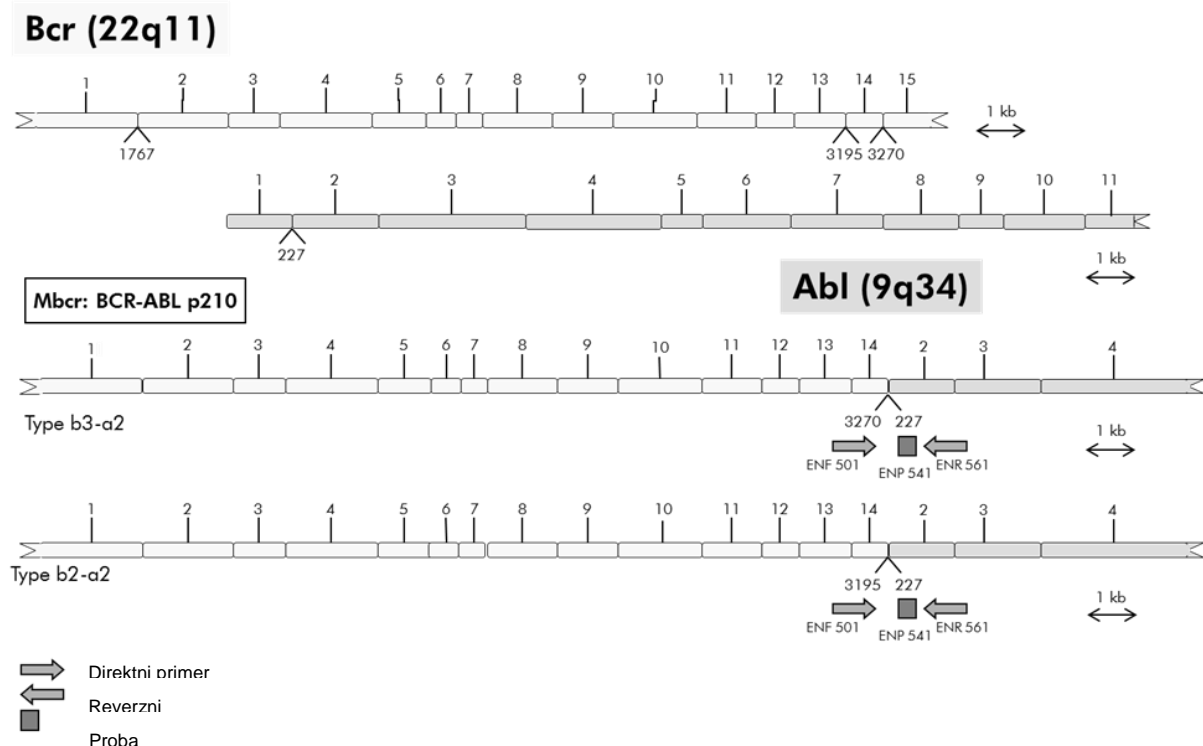 Bcr (22q11)
1 2 3 4 5 6 7 8 9 10 11 12 13 14 15
1 kb
1767 3195 3270
1 2 3 4 5 6 7 8 9 10 11
227
1 kb
Mbcr: BCR-ABL p210
Abl (9q34)
1 2 3 4 5 6 7 8 9 10 11 12 13 14 2 3 4
Type b3-a2
3270 227
1 kb
ENF 501 ENP 541 ENR 561
1 2 3 4 5 6 7 8 9 10 11 12 13 14 2 3 4
Type b2-a2
3195 227
1 kb
ENF 501 ENP 541 ENR 561
Direktni primer
Reverzni
Proba